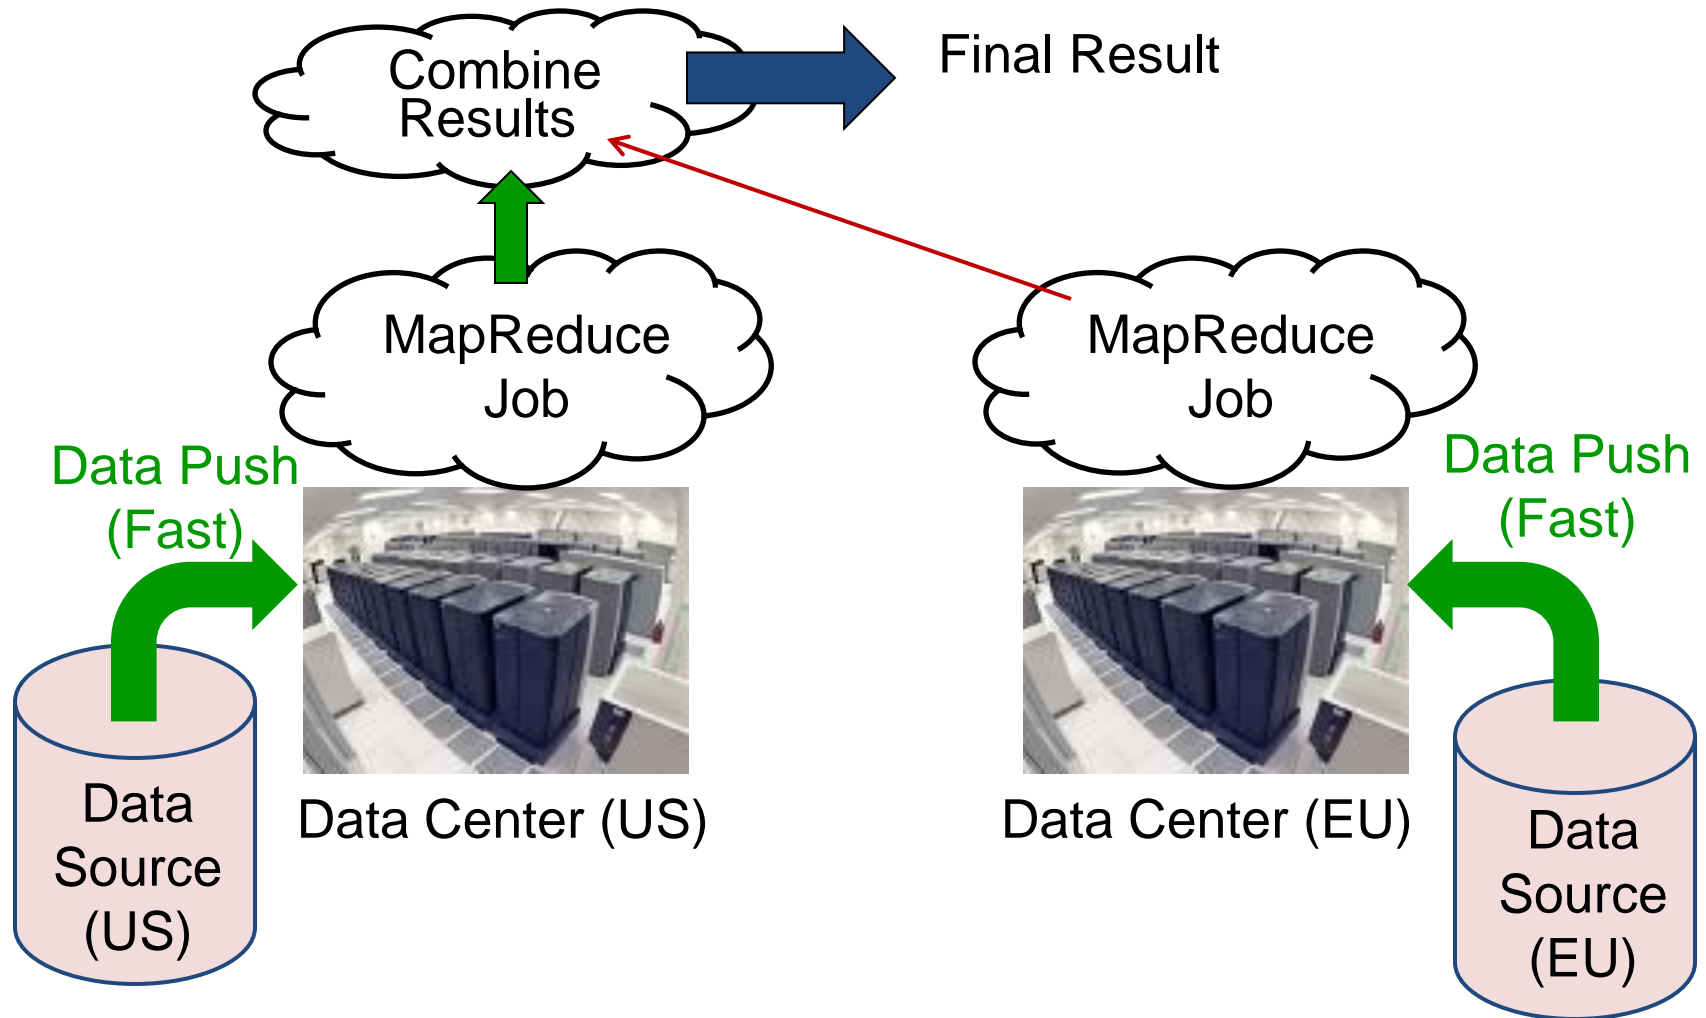 Combine
Results
Final Result
MapReduce
Job
MapReduce
Job
Data Push
(Fast)
Data Push
(Fast)
Data Center (US)
Data Center (EU)
Data
Source
(US)
Data
Source
(EU)